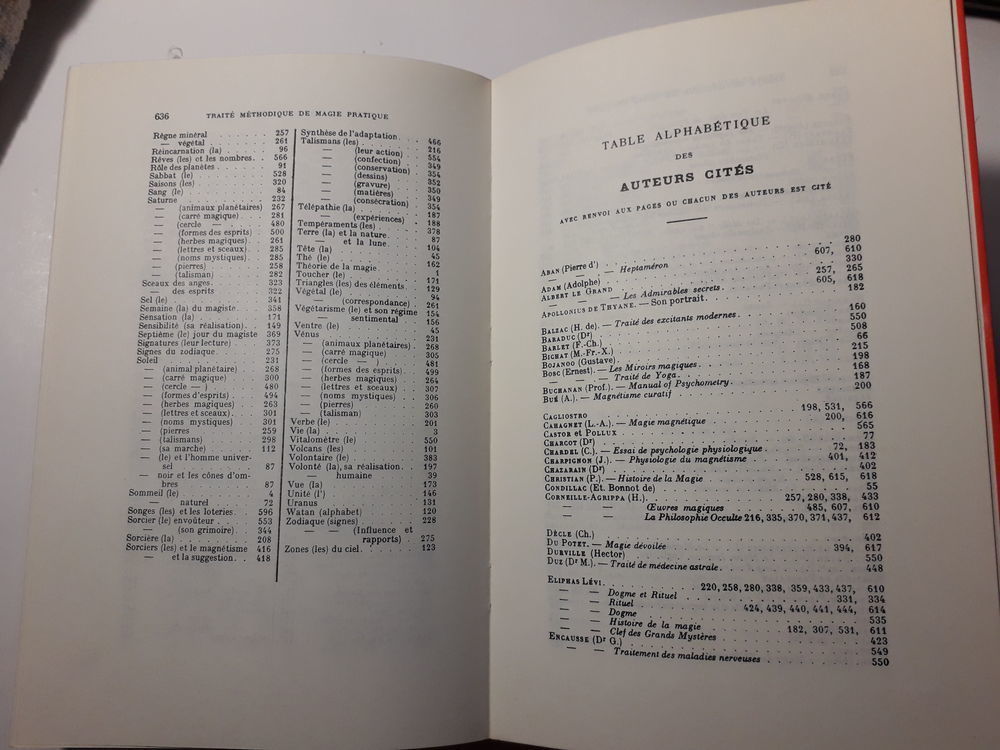 636 TRAITÉ MÉTHODIQUE DE MAGIE PRATIQUE
Règne minéral . . . . . . . 257
— végétal . . . . . . . 261
Réincarnation (la) . . . . . 96
Rêves (les) et les nombres. . 566
Rôle des planètes . . . . . 91
Sabbat (le) . . . . . . . 528
Saisons (les) . . . . . . . 320
Sang (le) . . . . . . . . 84
Saturne . . . . . . . . 232
— (animaux planétaires) 267
— (carré magique) . . . 281
— (cercle — . . . . 480
— (formes des esprits) . 500
— (herbes magiques) . . 261
— (lettres et sceaux) . . 285
— (noms mystiques) . . 285
— (pierres) . . . . . . 258
— (talisman) . . . . . 282
Sceaux des anges . . . . . 323
— des esprits . . . . . 322
Sel (le) . . . . . . . . 341
Semaine (la) du magiste . . . 358
Sensation (la) . . . . . . 171
Sensibilité (sa réalisation) . . 149
Septième (le) jour du magiste 369
Signatures (leur lecture) . . . 373
Signes du zodiaque . . . . . 275
Soleil . . . . . . . . . 231
— (animal planétaire) . . 268
— (carré magique) . . . 300
— (cercle — ) . . . 480
— (formes d'esprits) . . 494
— (herbes magiques) . . 263
— (lettres et sceaux) . . 301
— (noms mystiques) . . 301
— (pierres . . . . . . 259
— (talismans) . . . . . 298
— (sa marche) . . . . . 112
— (le) et l'homme univer-
sel . . . . . . . 87
— noir et les cônes d'om-
bres . . . . . . . 87
Sommeil (le) . . . . . . . 4
— naturel . . . . . . 72
Songes (les) et les loteries . . 596
Sorcier (le) envoûteur . . . 553
— (son grimoire) . . . 344
Sorcière (la) . . . . . . . 208
Sorciers (les) et le magnétisme 416
— et la suggestion . . 418
Synthèse de l'adaptation . . . 466
Talismans (les) . . . . . . 216
— (leur action) . . . 554
— (confection) . . . 349
— (conservation) . . 354
— (dessins) . . . . 352
— (gravure) . . . . 350
— (matières) . . . . 349
— (consécration) . . 354
Télépathie (la) . . . . . . 187
— (expériences) . . . 188
Tempéraments (les) . . . . . 378
Terre (la) et la nature . . . . 87
— et la lune . . . . . 104
Tête (la) . . . . . . . . 45
Thé (le) . . . . . . . . 162
Théorie de la magie . . . . . 1
Toucher (le) . . . . . . . 171
Triangles (les) des éléments . . 129
Végétal (le) . . . . . . . 94
— (correspondance) . . . 261
Végétarisme (le) et son régime 154
— sentimental . . . 156
Ventre (le) . . . . . . . 45
Vénus . . . . . . . . . 231
— (animaux planétaires) . 268
— (carré magique) . . . 305
— (cercle — ) . . . . 481
— (formes des esprits) . . 499
— (herbes magiques) . . 264
— (lettres et sceaux) . . 307
— (noms mystiques) . . 306
— (pierres) . . . . . . 260
— (talisman) . . . . . 303
Verbe (le) . . . . . . . . 201
Vie (la) . . . . . . . . 3
Vitalomètre (le) . . . . . . 550
Volcans (les) . . . . . . . 101
Volontaire (le) . . . . . . 383
Volonté (la), sa réalisation . . 197
— humaine . . . . . . 39
Vue (la) . . . . . . . . 173
Unité (l') . . . . . . . . 146
Uranus . . . . . . . . . 131
Watan (alphabet) . . . . . 120
Zodiaque (signes) . . . . . 228
— — (Influence et
rapports) . . 275
Zones (les) du ciel . . . . . 123
TABLE ALPHABÉTIQUE
DES
AUTEURS CITÉS
AVEC RENVOI AUX PAGES OU CHACUN DES AUTEURS EST CITÉ
ABAN (Pierre d') . . . . . . . 280
— — Heptaméron . . . . . 607, 610
ADAM (Adolphe) . . . . . . . 330
ALBERT LE GRAND . . . . . . 257, 265
— — Les Admirables secrets . . . 605, 618
APOLLONIUS DE THYANE. — Son portrait . . . . 182
BALZAC (H. de). — Traité des excitants modernes . . . . 160
BARADUC (Dr) . . . . . . . 550
BARLET (F.-Ch.) . . . . . . . 508
BICHAT (M.-Fr.-X.) . . . . . . . 66
BOJANOO (Gustave) . . . . . . . 215
BOSC (Ernest). — Les Miroirs magiques . . . . . 198
— — Traité de Yoga . . . . . 168
BUCHANAN (Prof.) — Manual of Psychometry . . . . 187
BUÉ (A.). — Magnétisme curatif . . . . . 200
CAGLIOSTRO . . . . . . 198, 531, 566
CAHAGNET (L.-A.). — Magie magnétique . . . . 200, 616
CASTOR et POLLUX . . . . . . . 565
CHARCOT (Dr) . . . . . . . 77
CHARDEL (C.). — Essai de psychologie physiologique . . . . 72, 183
CHARPIGNON (J.). — Physiologie du magnétisme . . . . 401, 412
CHAZARAIN (Dr) . . . . . . . 402
CHRISTIAN (P.). — Histoire de la Magie . . . . 528, 615, 618
CONDILLAC (Et. Bonnot de) . . . . . . . 55
CORNEILLE-AGRIPPA (H.) . . . . 257, 280, 338, 433
— — Œuvres magiques . . . . 485, 607, 610
— — La Philosophie Occulte 216, 335, 370, 371, 437, 612
DÈCLE (Ch.) . . . . . . . 402
DU POTET. — Magie dévoilée . . . . . 394, 617
DURVILLE (Hector) . . . . . . . 550
DUZ (Dr M.). — Traité de médecine astrale . . . . . 448
ELIPHAS LÉVI . . . . 220, 258, 280, 338, 359, 433, 437, 610
— — Dogme et Rituel . . . . . 331, 334
— — Rituel . . . . 424, 439, 440, 441, 444, 614
— — Dogme . . . . . . . 535
— — Histoire de la magie . . . . 182, 307, 531, 611
— — Clef des Grands Mystères . . . . . 423
ENCAUSSE (Dr G.) . . . . . . . 549
— — Traitement des maladies nerveuses . . . . . 550